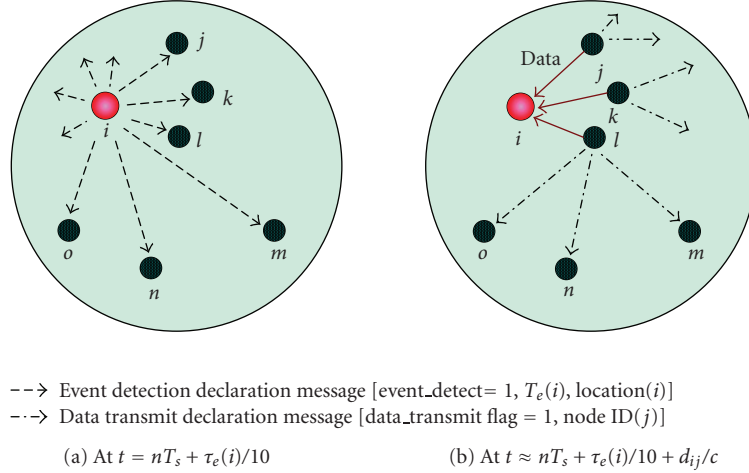 j
k
i
l
o
n
m
Data
j
k
i
l
o
n
m
Event detection declaration message [event_detect= 1, Tₑ(i), location(i)]
Data transmit declaration message [data_transmit flag = 1, node ID(j)]
(a) At t = nTₛ + τₑ(i)/10
(b) At t ≈ nTₛ + τₑ(i)/10 + dᵢⱼ/c